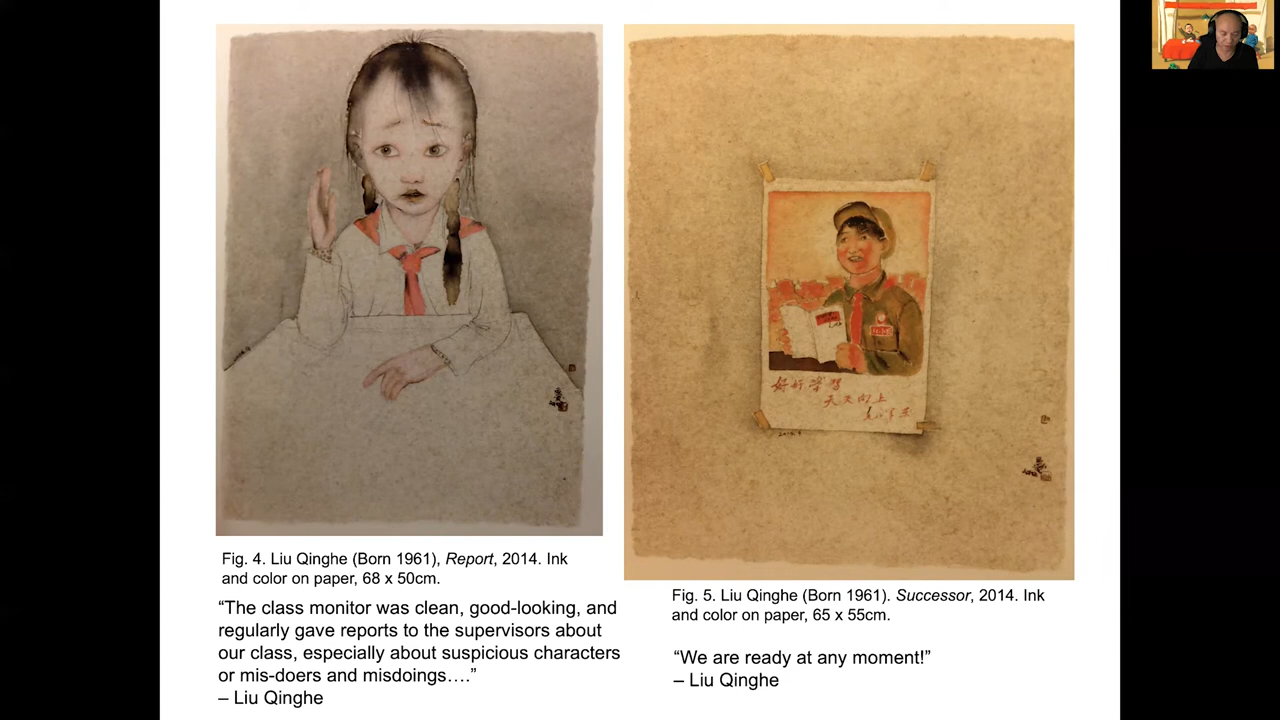 好好学习
天天向上
毛泽东
Fig. 4. Liu Qinghe (Born 1961), Report, 2014. Ink
and color on paper, 68 x 50cm.
“The class monitor was clean, good-looking, and
regularly gave reports to the supervisors about
our class, especially about suspicious characters
or mis-doers and misdoings….”
– Liu Qinghe
Fig. 5. Liu Qinghe (Born 1961). Successor, 2014. Ink
and color on paper, 65 x 55cm.
“We are ready at any moment!”
– Liu Qinghe